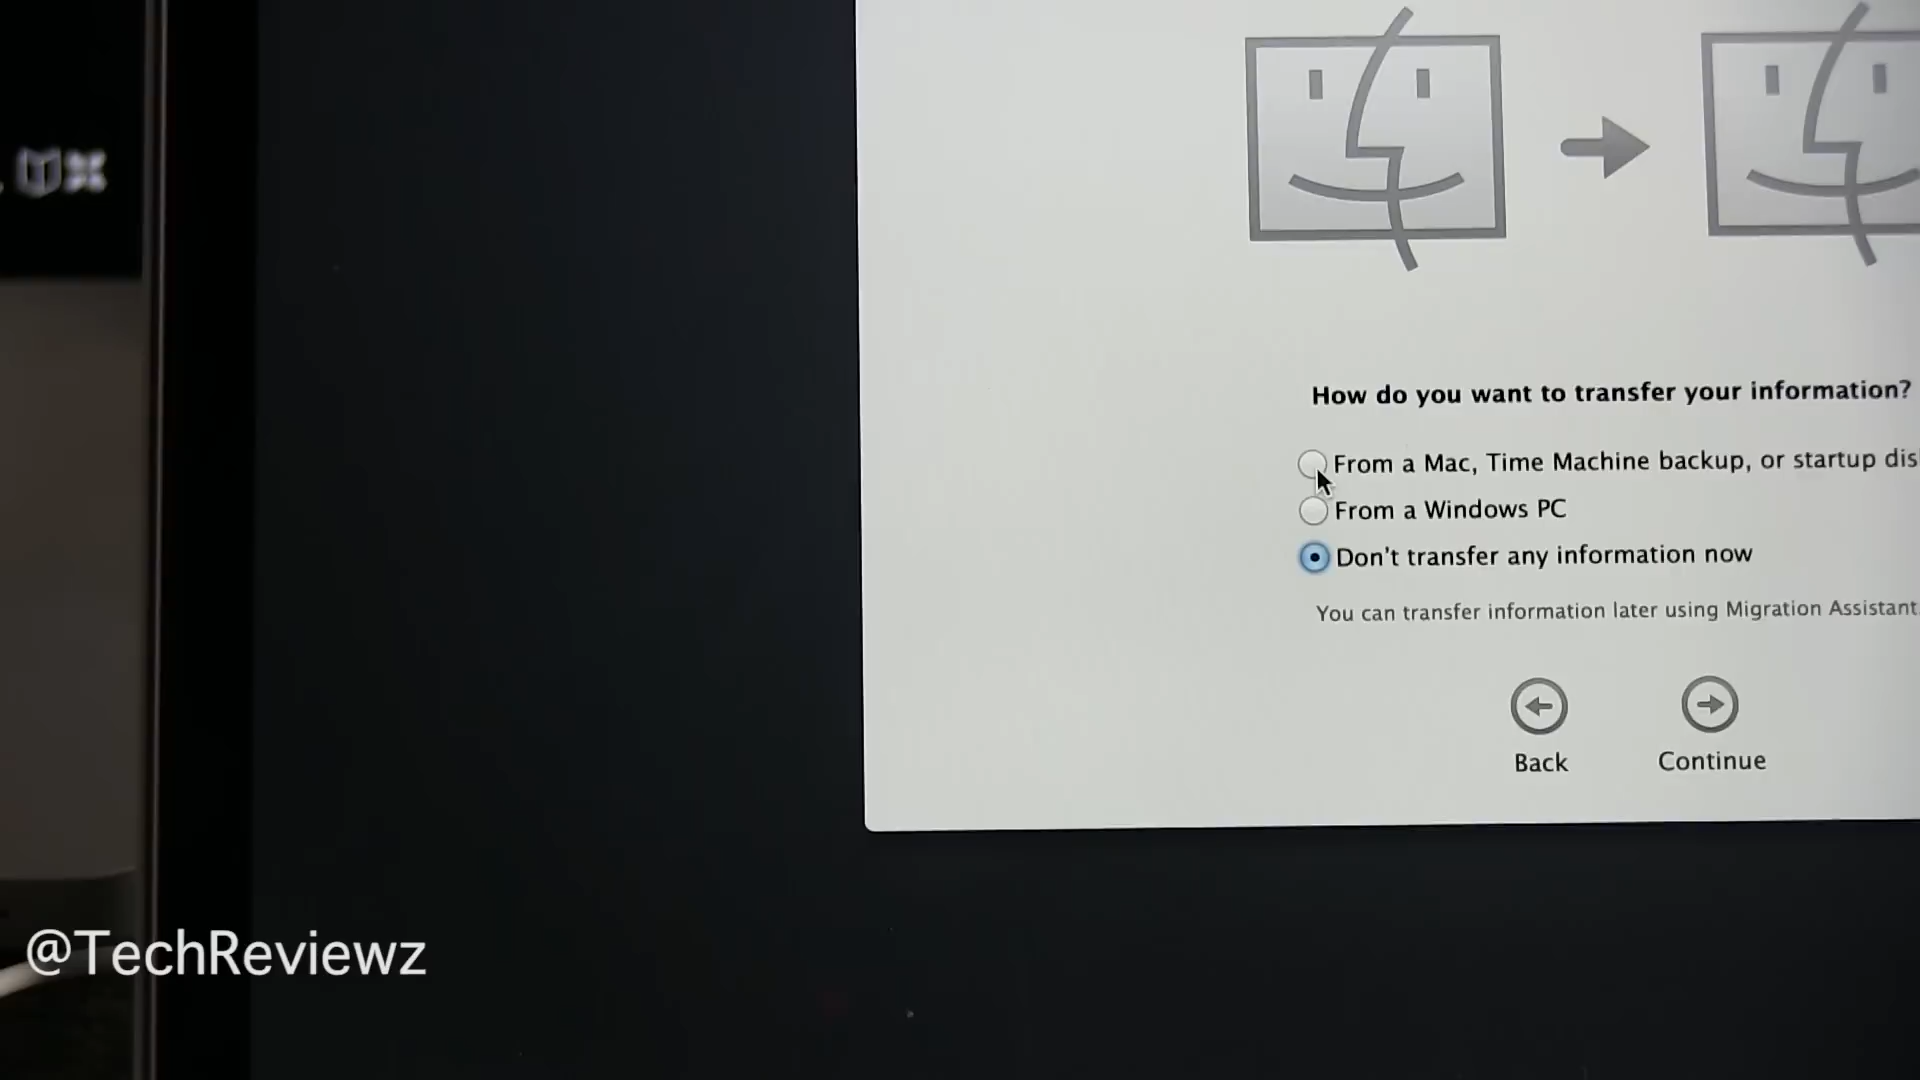 How do you want to transfer your information?
From a Mac, Time Machine backup, or startup dis
From a Windows PC
Don't transfer any information now
You can transfer information later using Migration Assistant.
Back
Continue
@TechReviewz